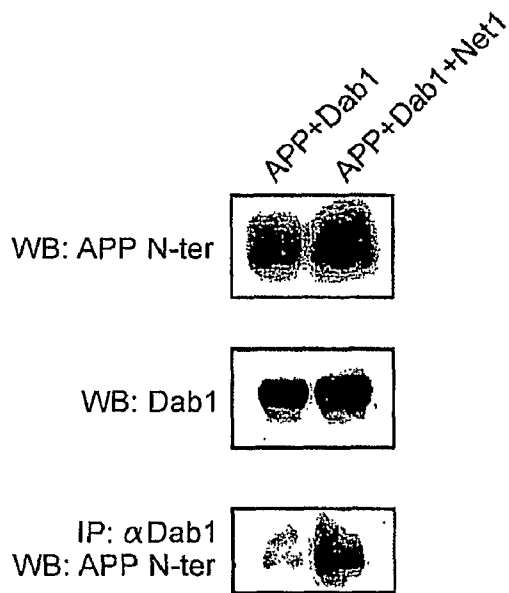 APP+Dab1
APP+Dab1+Net1
WB: APP N-ter
WB: Dab1
IP: αDab1
WB: APP N-ter